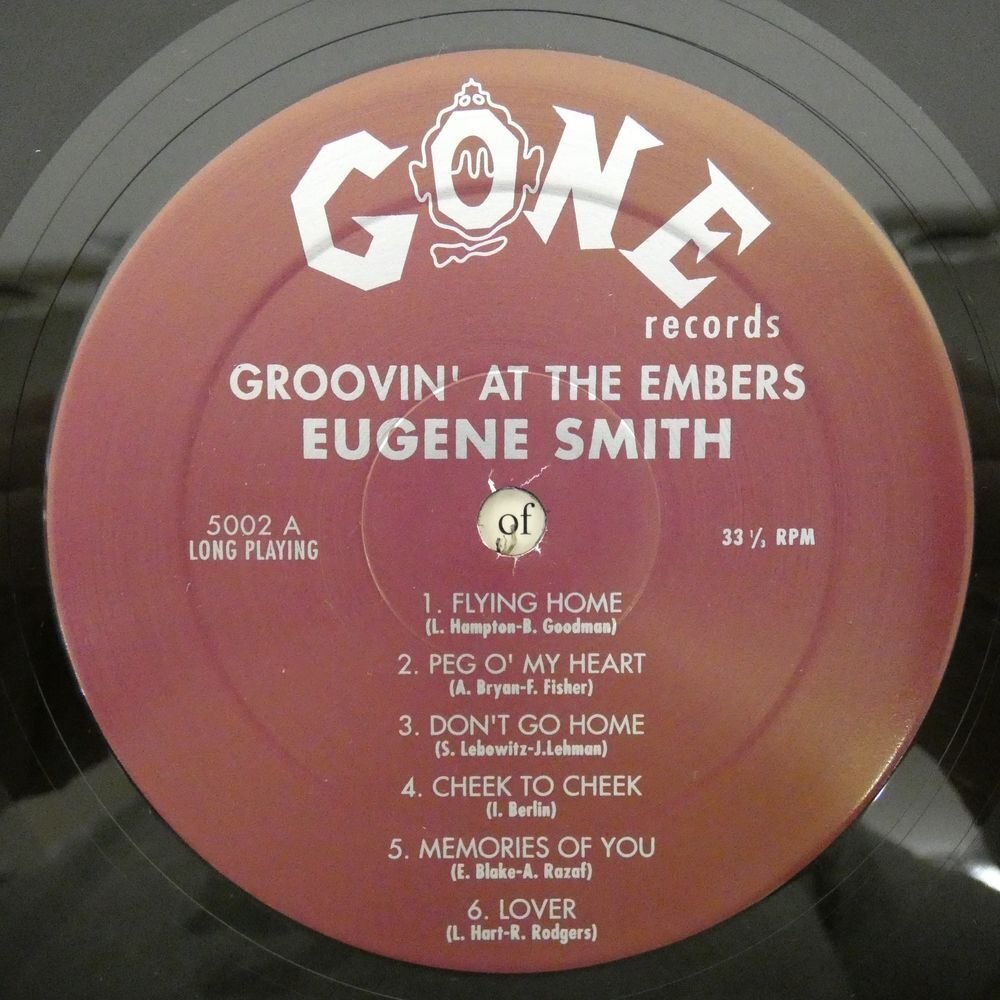 GONE
records
GROOVIN' AT THE EMBERS
EUGENE SMITH
5002 A
LONG PLAYING
of
33 ⅓ RPM
1. FLYING HOME
(L. Hampton-B. Goodman)
2. PEG O' MY HEART
(A. Bryan-F. Fisher)
3. DON'T GO HOME
(S. Lebowitz-J.Lehman)
4. CHEEK TO CHEEK
(I. Berlin)
5. MEMORIES OF YOU
(E. Blake-A. Razaf)
6. LOVER
(L. Hart-R. Rodgers)